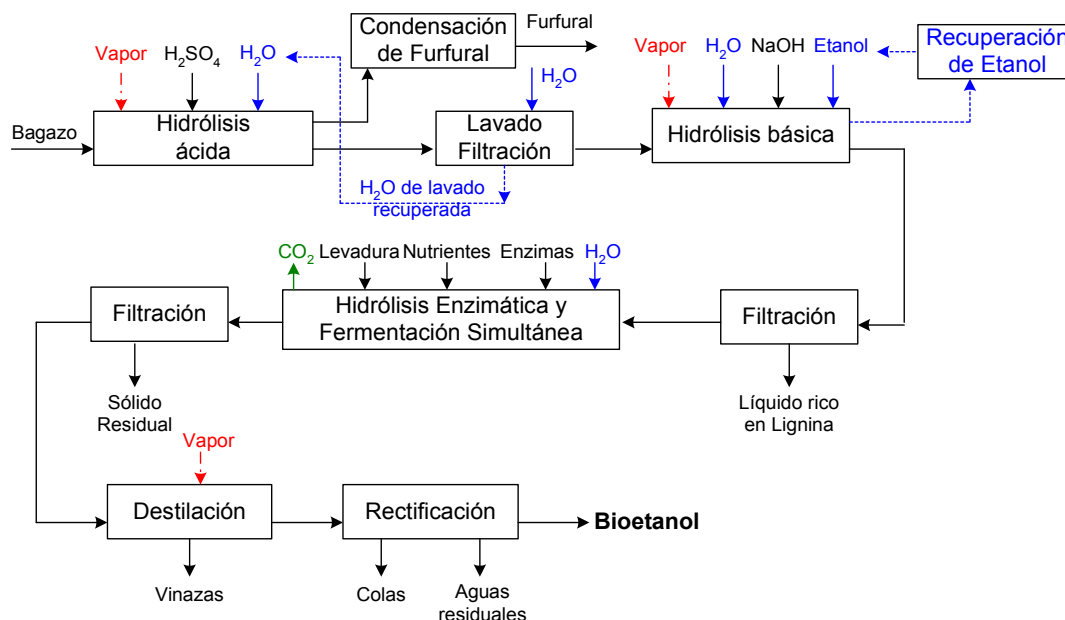 Condensación
de Furfural
Furfural
Vapor
H₂SO₄
H₂O
Bagazo
Hidrólisis
ácida
H₂O
Lavado
Filtración
H₂O de lavado
recuperada
Vapor
H₂O
NaOH
Etanol
Recuperación
de Etanol
Hidrólisis básica
CO₂
Levadura
Nutrientes
Enzimas
H₂O
Filtración
Hidrólisis Enzimática y
Fermentación Simultánea
Filtración
Sólido
Residual
Líquido rico
en Lignina
Vapor
Destilación
Rectificación
Bioetanol
Vinazas
Colas
Aguas
residuales